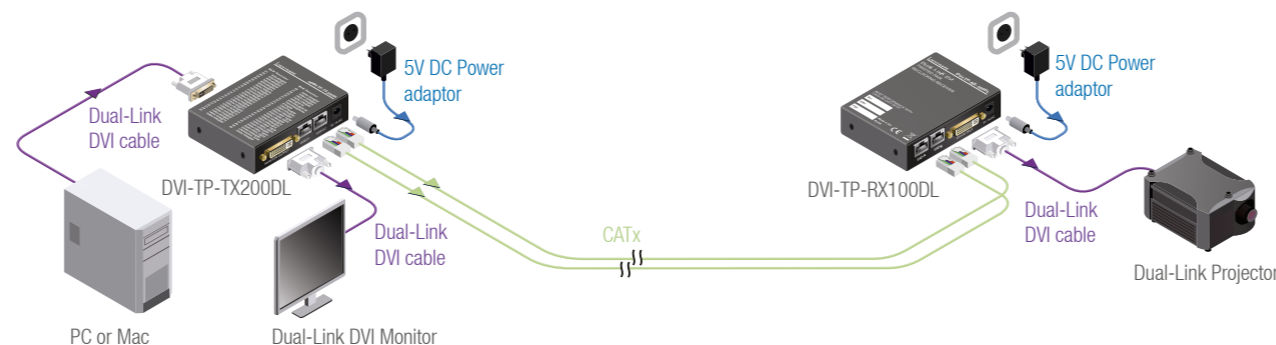 5V DC Power
adaptor
Dual-Link
DVI cable
DVI-TP-TX200DL
Dual-Link
DVI cable
PC or Mac
Dual-Link DVI Monitor
CATx
5V DC Power
adaptor
DVI-TP-RX100DL
Dual-Link
DVI cable
Dual-Link Projector